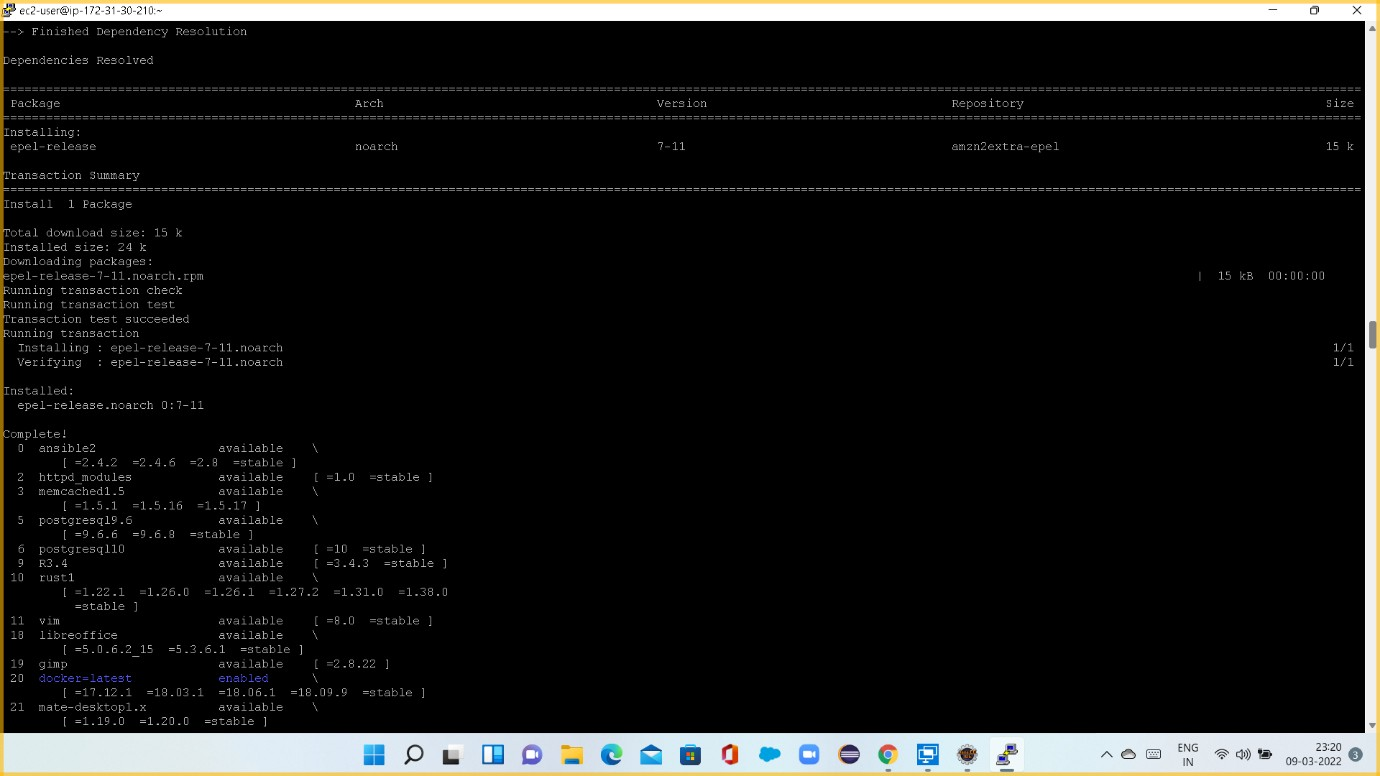 ec2-user@ip-172-31-30-210:~
--> Finished Dependency Resolution
Dependencies Resolved
================================================================================
Package Arch Version Repository Size
================================================================================
Installing:
epel-release noarch 7-11 amzn2extra-epel 15 k
Transaction Summary
================================================================================
Install 1 Package
Total download size: 15 k
Installed size: 24 k
Downloading packages:
epel-release-7-11.noarch.rpm | 15 kB 00:00:00
Running transaction check
Running transaction test
Transaction test succeeded
Running transaction
Installing : epel-release-7-11.noarch 1/1
Verifying : epel-release-7-11.noarch 1/1
Installed:
epel-release.noarch 0:7-11
Complete!
0 ansible2 available \
[ =2.4.2 =2.4.6 =2.8 =stable ]
2 httpd_modules available [ =1.0 =stable ]
3 memcached1.5 available \
[ =1.5.1 =1.5.16 =1.5.17 ]
5 postgresql9.6 available \
[ =9.6.6 =9.6.8 =stable ]
6 postgresql10 available [ =10 =stable ]
9 R3.4 available [ =3.4.3 =stable ]
10 rust1 available \
[ =1.22.1 =1.26.0 =1.26.1 =1.27.2 =1.31.0 =1.38.0
=stable ]
11 vim available [ =8.0 =stable ]
18 libreoffice available \
[ =5.0.6.2_15 =5.3.6.1 =stable ]
19 gimp available [ =2.8.22 ]
20 docker=latest enabled \
[ =17.12.1 =18.03.1 =18.06.1 =18.09.9 =stable ]
21 mate-desktop1.x available \
[ =1.19.0 =1.20.0 =stable ]
ENG
IN
23:20
09-03-2022
3